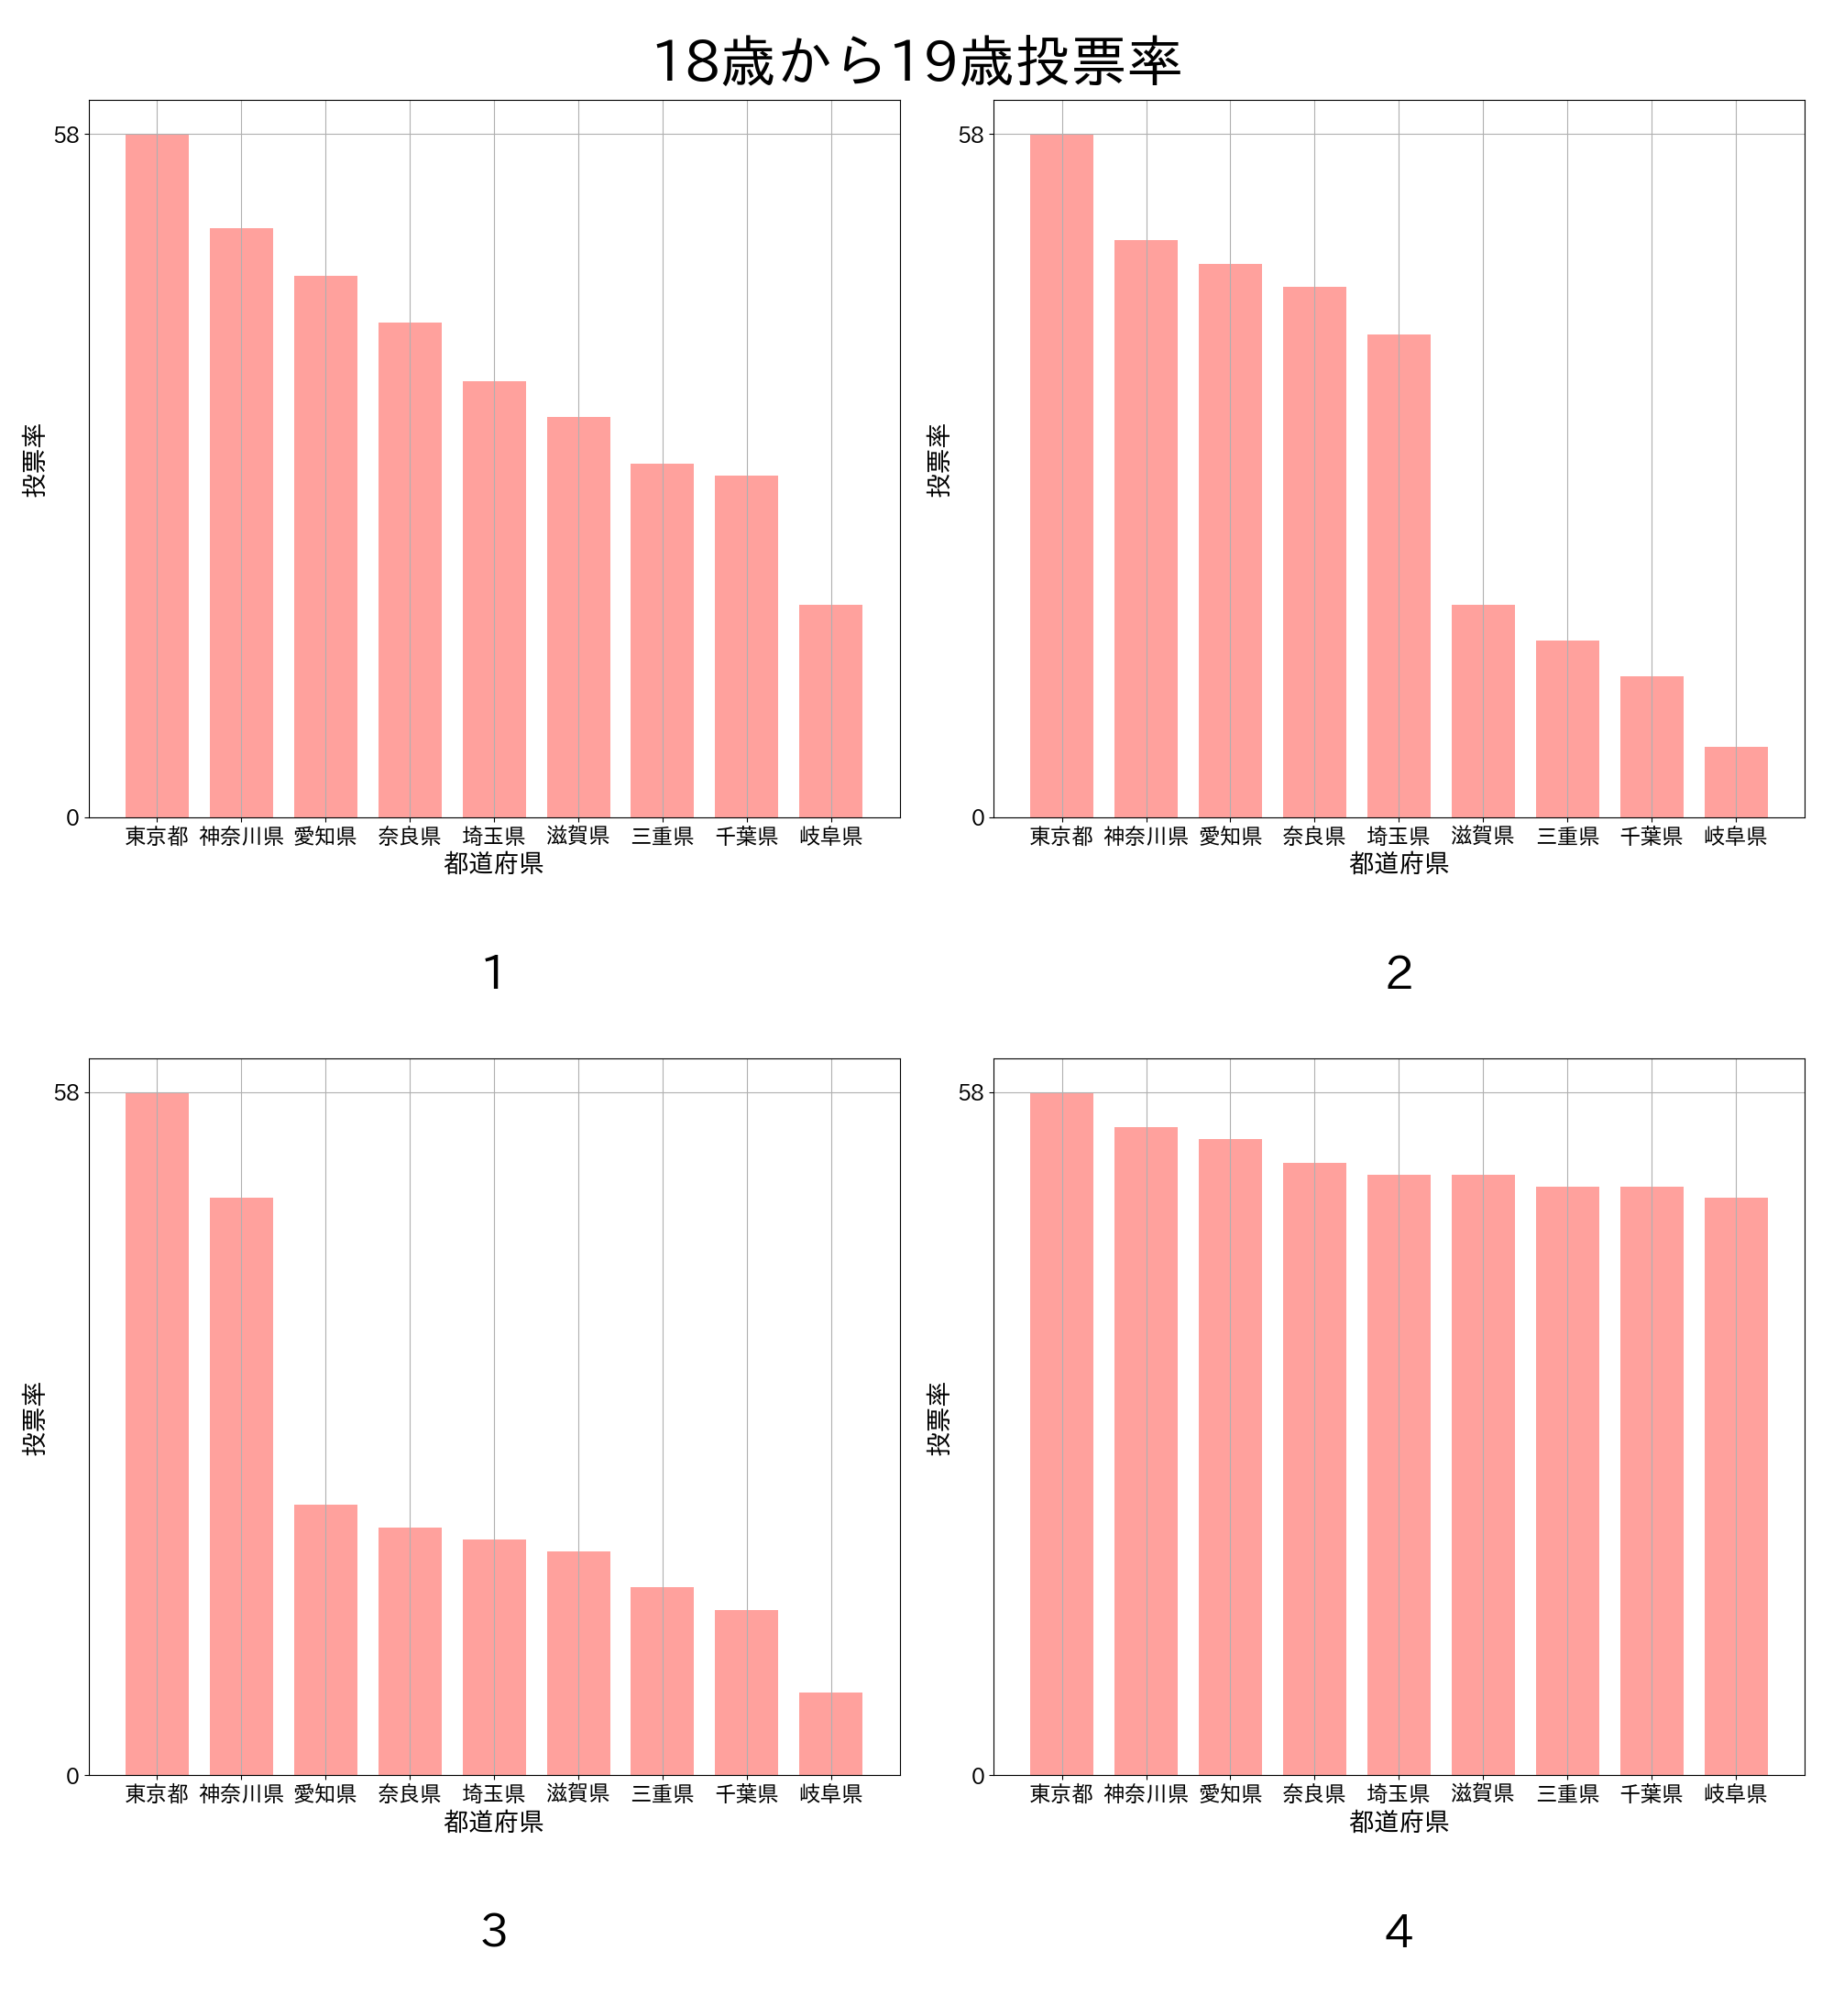 18歳から19歳投票率
58
0
投票率
東京都 神奈川県 愛知県 奈良県 埼玉県 滋賀県 三重県 千葉県 岐阜県
都道府県
1
58
0
投票率
東京都 神奈川県 愛知県 奈良県 埼玉県 滋賀県 三重県 千葉県 岐阜県
都道府県
2
58
0
投票率
東京都 神奈川県 愛知県 奈良県 埼玉県 滋賀県 三重県 千葉県 岐阜県
都道府県
3
58
0
投票率
東京都 神奈川県 愛知県 奈良県 埼玉県 滋賀県 三重県 千葉県 岐阜県
都道府県
4